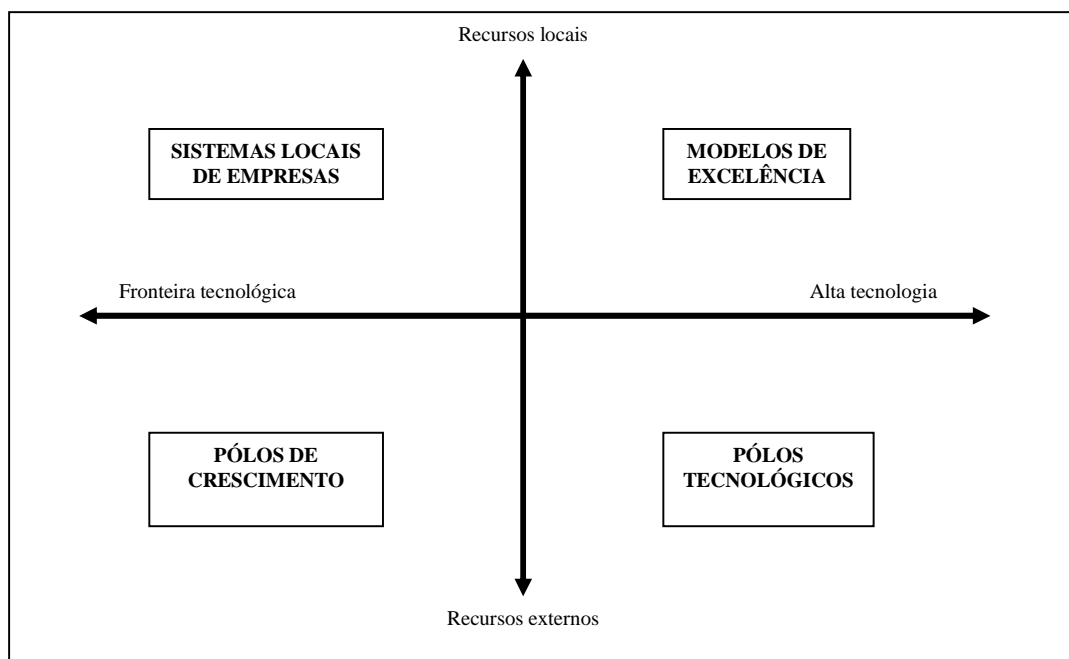 Recursos locais
SISTEMAS LOCAIS
DE EMPRESAS
MODELOS DE
EXCELÊNCIA
Fronteira tecnológica
Alta tecnologia
PÓLOS DE
CRESCIMENTO
PÓLOS
TECNOLÓGICOS
Recursos externos